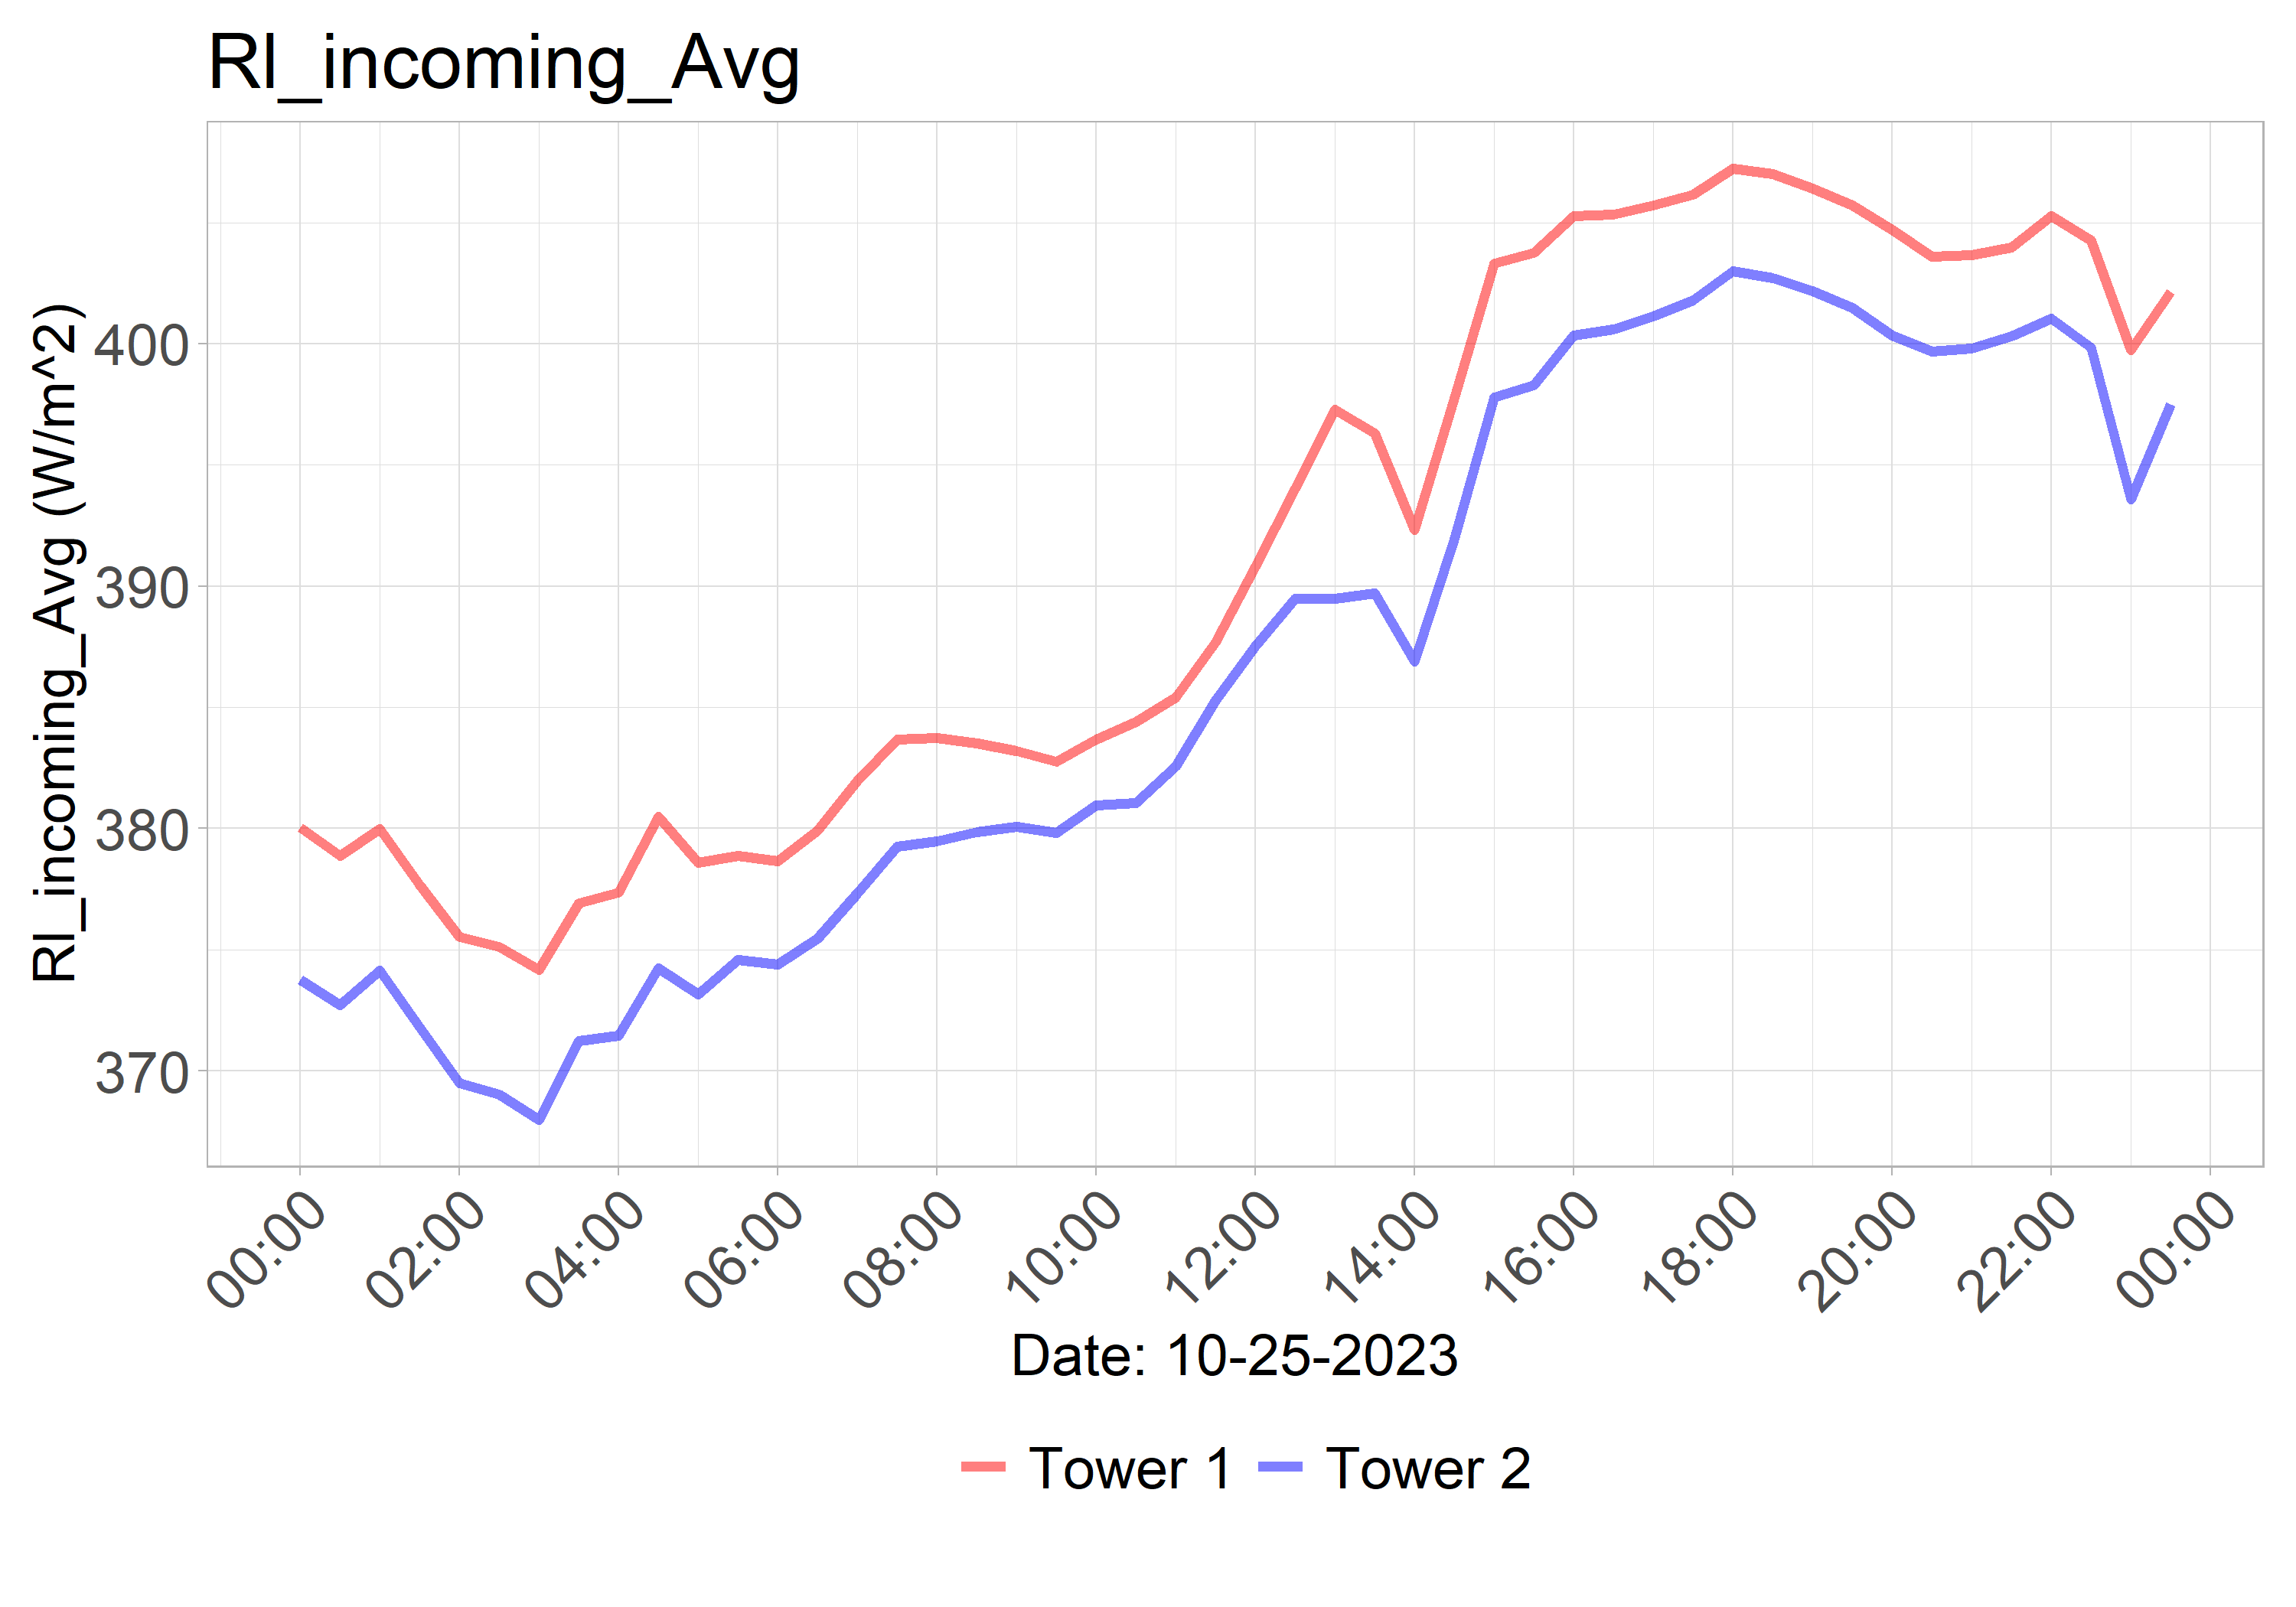 Rl_incoming_Avg
Rl_incoming_Avg (W/m^2)
400
390
380
370
00:00 02:00 04:00 06:00 08:00 10:00 12:00 14:00 16:00 18:00 20:00 22:00 00:00
Date: 10-25-2023
Tower 1 Tower 2